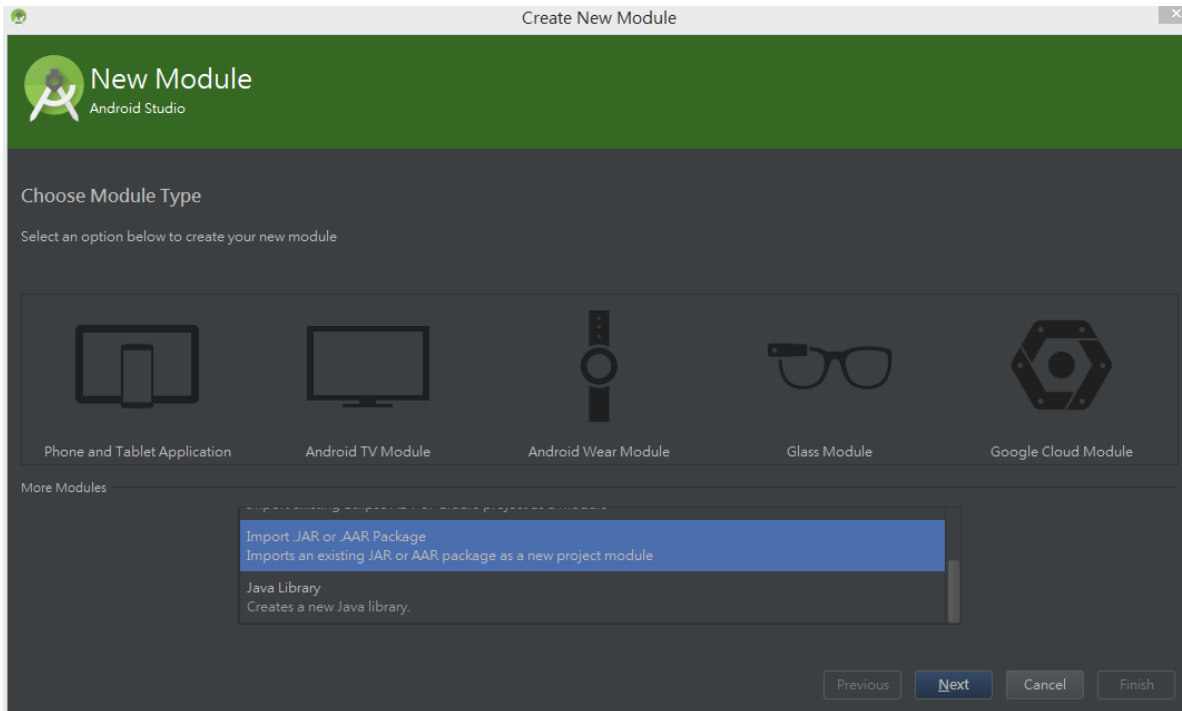 Create New Module
New Module
Android Studio
Choose Module Type
Select an option below to create your new module
Phone and Tablet Application
Android TV Module
Android Wear Module
Glass Module
Google Cloud Module
More Modules
Import .JAR or .AAR Package
Imports an existing JAR or AAR package as a new project module
Java Library
Creates a new Java library.
Previous
Next
Cancel
Finish